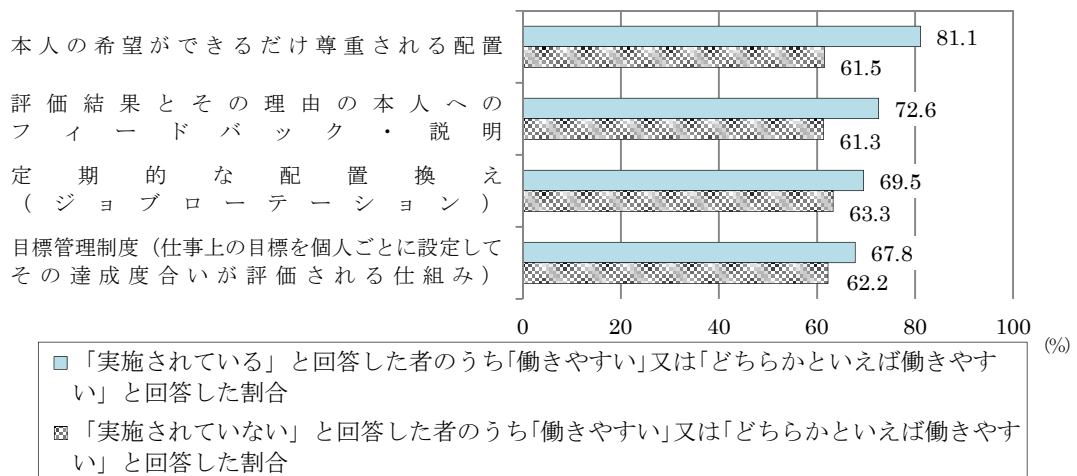 本人の希望ができるだけ尊重される配置
81.1
61.5
評価結果とその理由の本人への
フィードバック・説明
72.6
61.3
定期的な配置換え
（ジョブローテーション）
69.5
63.3
目標管理制度（仕事上の目標を個人ごとに設定して
その達成度合いが評価される仕組み）
67.8
62.2
0 20 40 60 80 100
(%)
「実施されている」と回答した者のうち「働きやすい」又は「どちらかといえば働きやす
い」と回答した割合
「実施されていない」と回答した者のうち「働きやすい」又は「どちらかといえば働きやす
い」と回答した割合